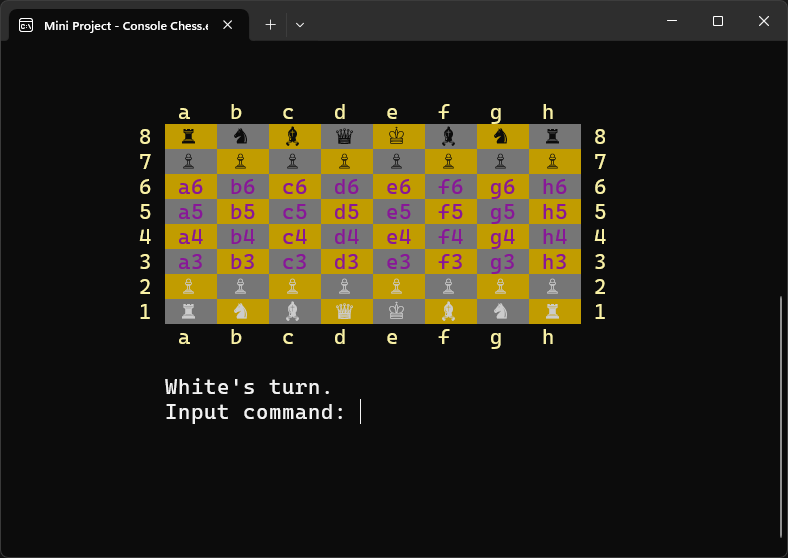 Mini Project - Console Chess.e
a b c d e f g h
8 ♜ ♞ ♝ ♛ ♔ ♝ ♞ ♜ 8
7 ♙ ♙ ♙ ♙ ♙ ♙ ♙ ♙ 7
6 a6 b6 c6 d6 e6 f6 g6 h6 6
5 a5 b5 c5 d5 e5 f5 g5 h5 5
4 a4 b4 c4 d4 e4 f4 g4 h4 4
3 a3 b3 c3 d3 e3 f3 g3 h3 3
2 ♙ ♙ ♙ ♙ ♙ ♙ ♙ ♙ 2
1 ♜ ♞ ♝ ♛ ♔ ♝ ♞ ♜ 1
a b c d e f g h
White's turn.
Input command: